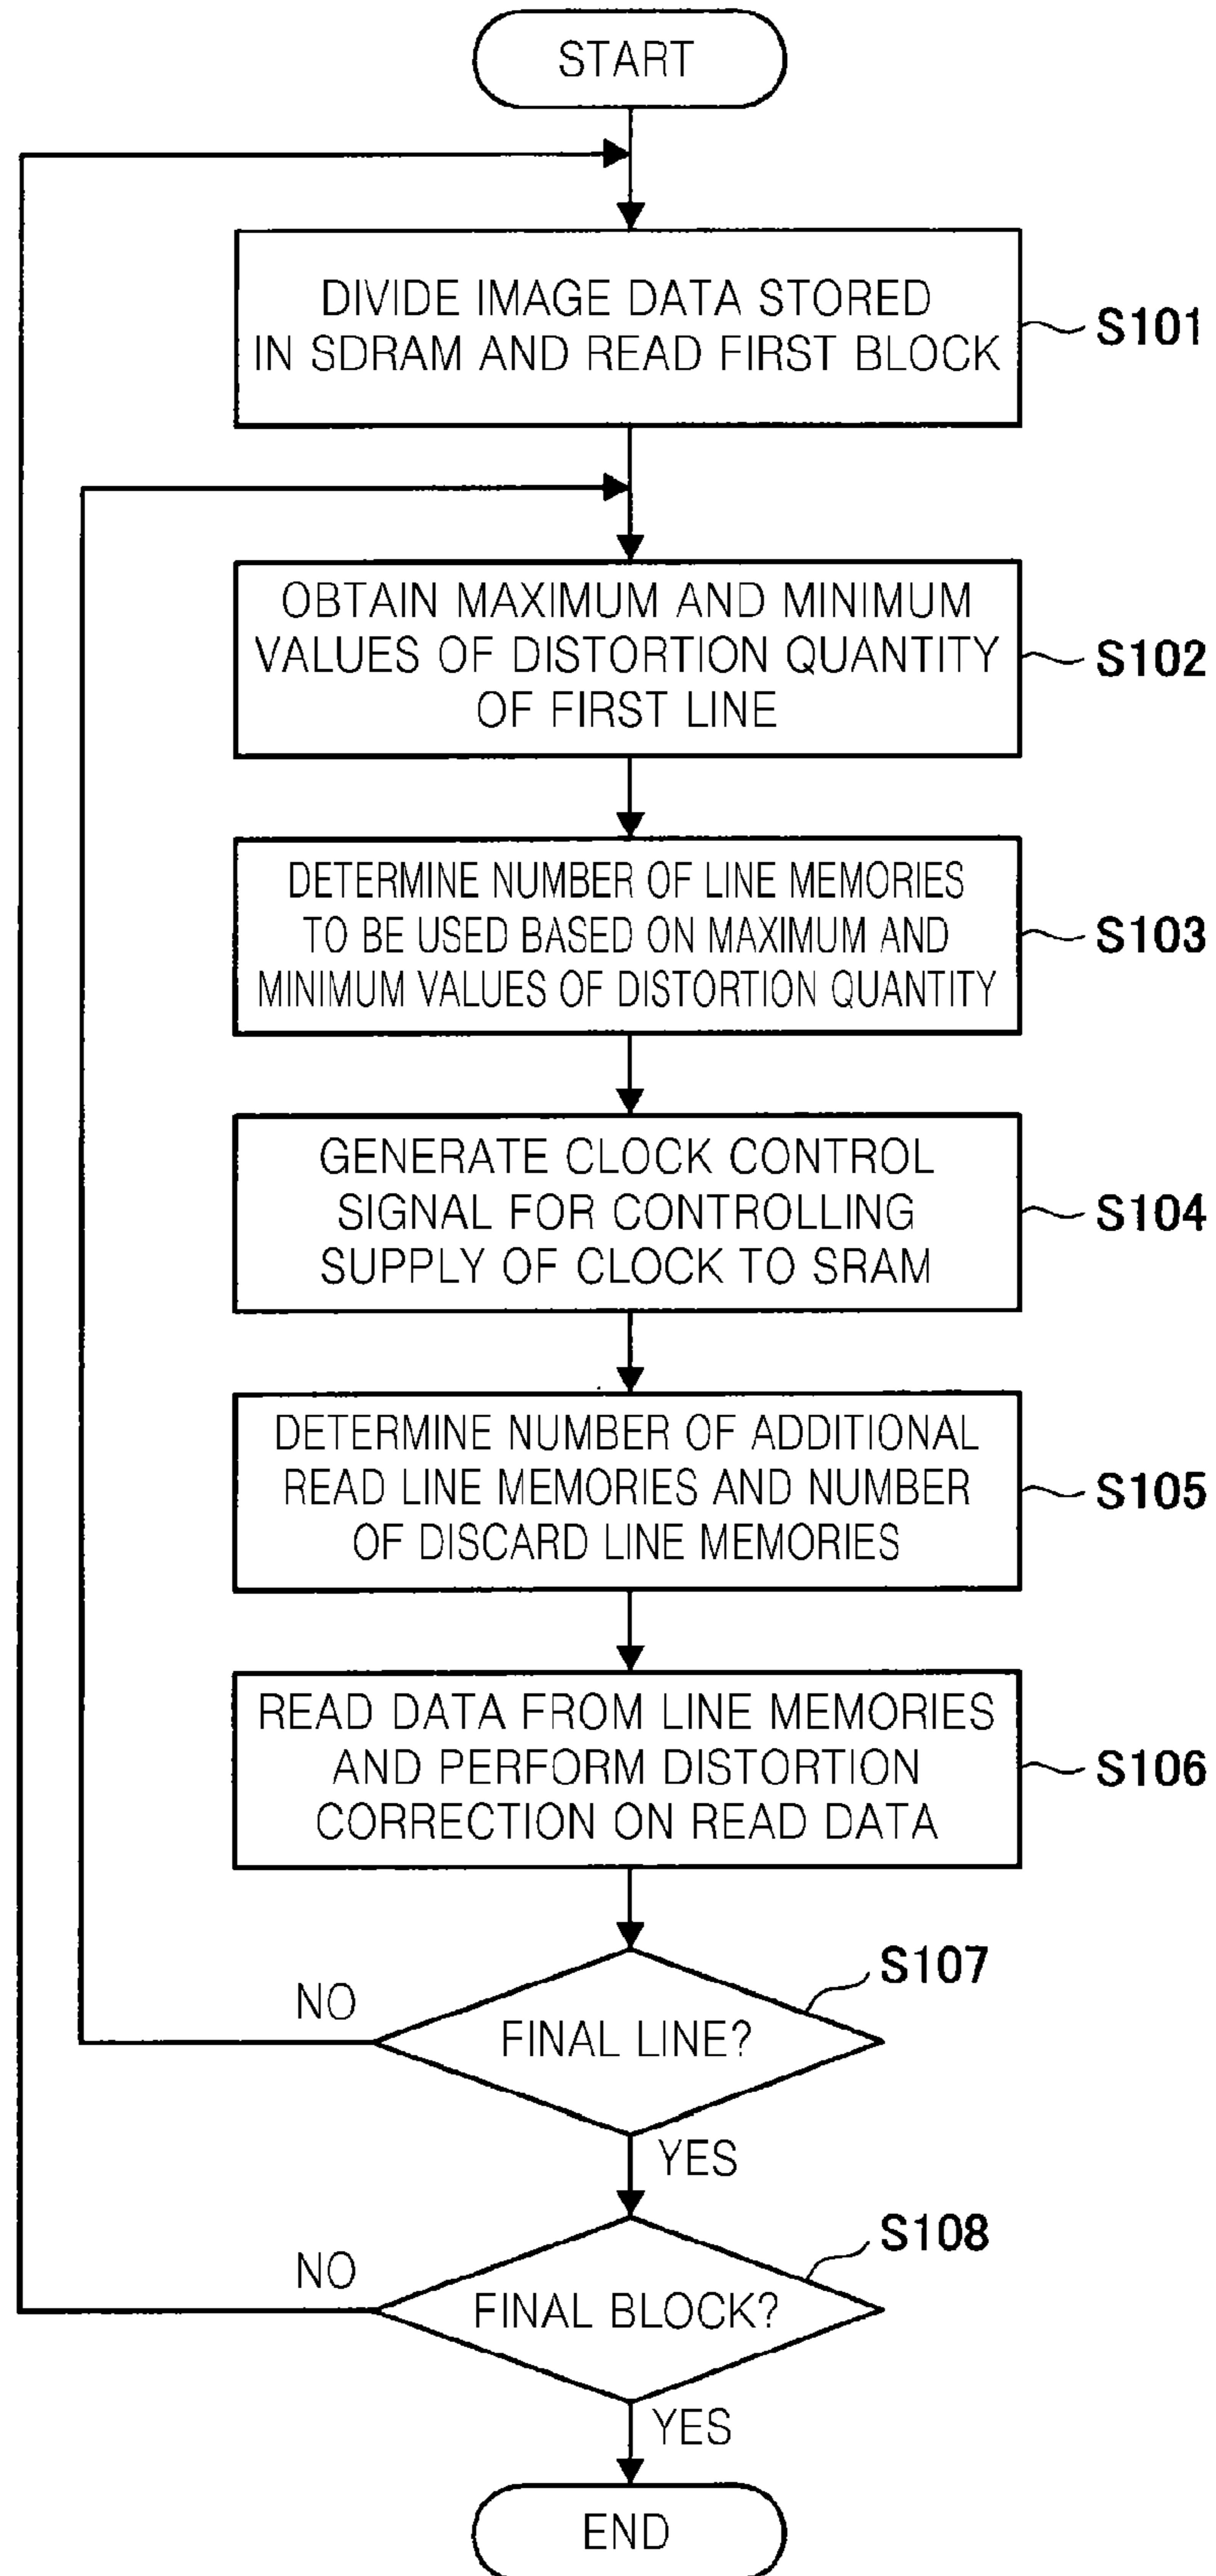 START
DIVIDE IMAGE DATA STORED
IN SDRAM AND READ FIRST BLOCK
S101
OBTAIN MAXIMUM AND MINIMUM
VALUES OF DISTORTION QUANTITY
OF FIRST LINE
S102
DETERMINE NUMBER OF LINE MEMORIES
TO BE USED BASED ON MAXIMUM AND
MINIMUM VALUES OF DISTORTION QUANTITY
S103
GENERATE CLOCK CONTROL
SIGNAL FOR CONTROLLING
SUPPLY OF CLOCK TO SRAM
S104
DETERMINE NUMBER OF ADDITIONAL
READ LINE MEMORIES AND NUMBER
OF DISCARD LINE MEMORIES
S105
READ DATA FROM LINE MEMORIES
AND PERFORM DISTORTION
CORRECTION ON READ DATA
S106
S107
NO
FINAL LINE?
YES
S108
NO
FINAL BLOCK?
YES
END